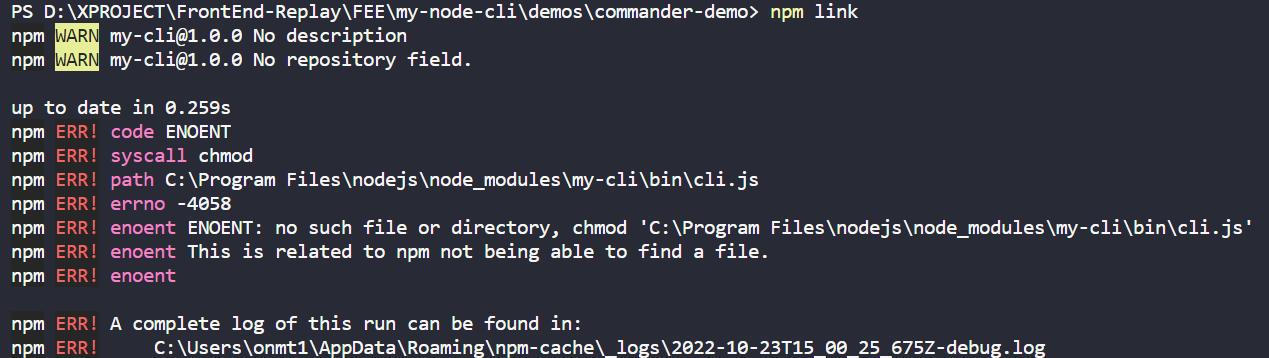 PS D:\XPROJECT\FrontEnd-Replay\FEE\my-node-cli\demos\commander-demo> npm link
npm WARN my-cli@1.0.0 No description
npm WARN my-cli@1.0.0 No repository field.
up to date in 0.259s
npm ERR! code ENOENT
npm ERR! syscall chmod
npm ERR! path C:\Program Files\nodejs\node_modules\my-cli\bin\cli.js
npm ERR! errno -4058
npm ERR! enoent ENOENT: no such file or directory, chmod 'C:\Program Files\nodejs\node_modules\my-cli\bin\cli.js'
npm ERR! enoent This is related to npm not being able to find a file.
npm ERR! enoent
npm ERR! A complete log of this run can be found in:
npm ERR!     C:\Users\onmt1\AppData\Roaming\npm-cache\_logs\2022-10-23T15_00_25_675Z-debug.log